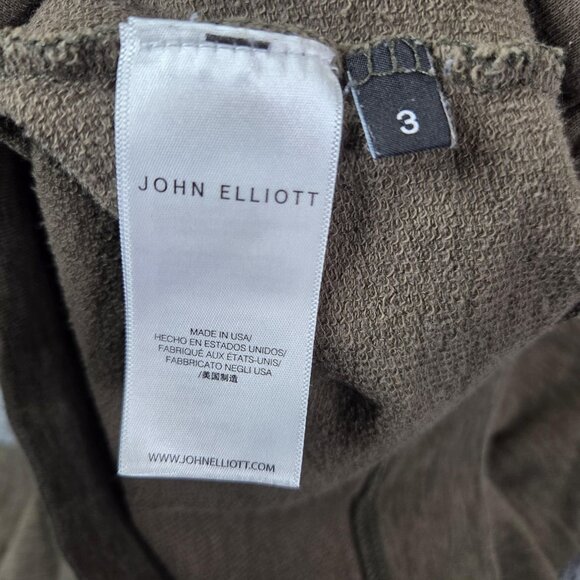 JOHN ELLIOTT
3
MADE IN USA/
HECHO EN ESTADOS UNIDOS/
FABRIQUÉ AUX ÉTATS-UNIS/
FABBRICATO NEGLI USA
/美国制造
WWW.JOHNELLIOTT.COM